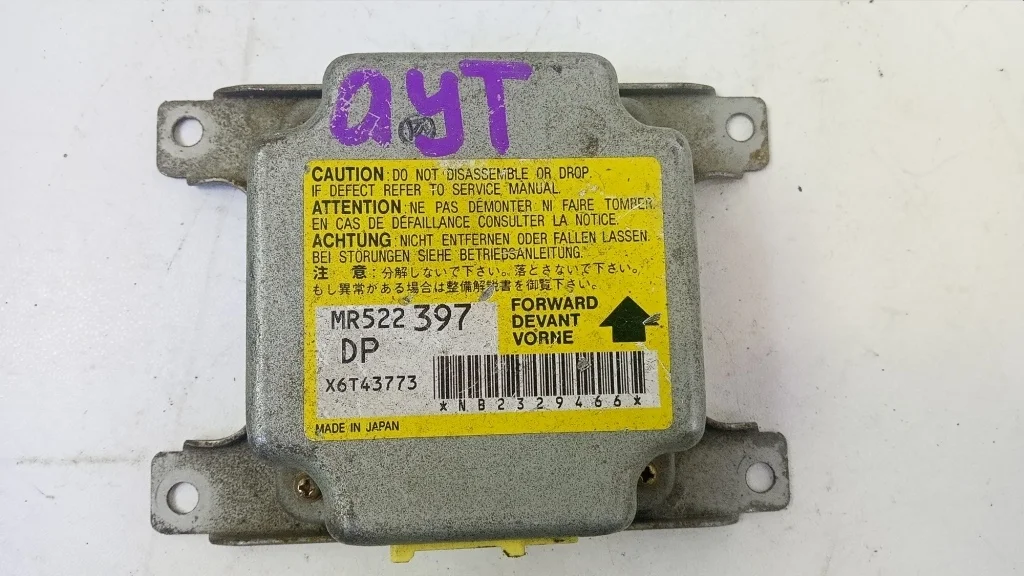 аут
CAUTION: DO NOT DISASSEMBLE OR DROP.
IF DEFECT REFER TO SERVICE MANUAL.
ATTENTION: NE PAS DÉMONTER NI FAIRE TOMBER.
EN CAS DE DÉFAILLANCE CONSULTER LA NOTICE.
ACHTUNG: NICHT ENTFERNEN ODER FALLEN LASSEN.
BEI STÖRUNGEN SIEHE BETRIEBSANLEITUNG.
注 意:分解しないで下さい。落とさないで下さい。
もし異常がある場合は整備解説書を御覧下さい。
MR522 397
DP
X6T43773
FORWARD
DEVANT
VORNE
*NB2329466*
MADE IN JAPAN